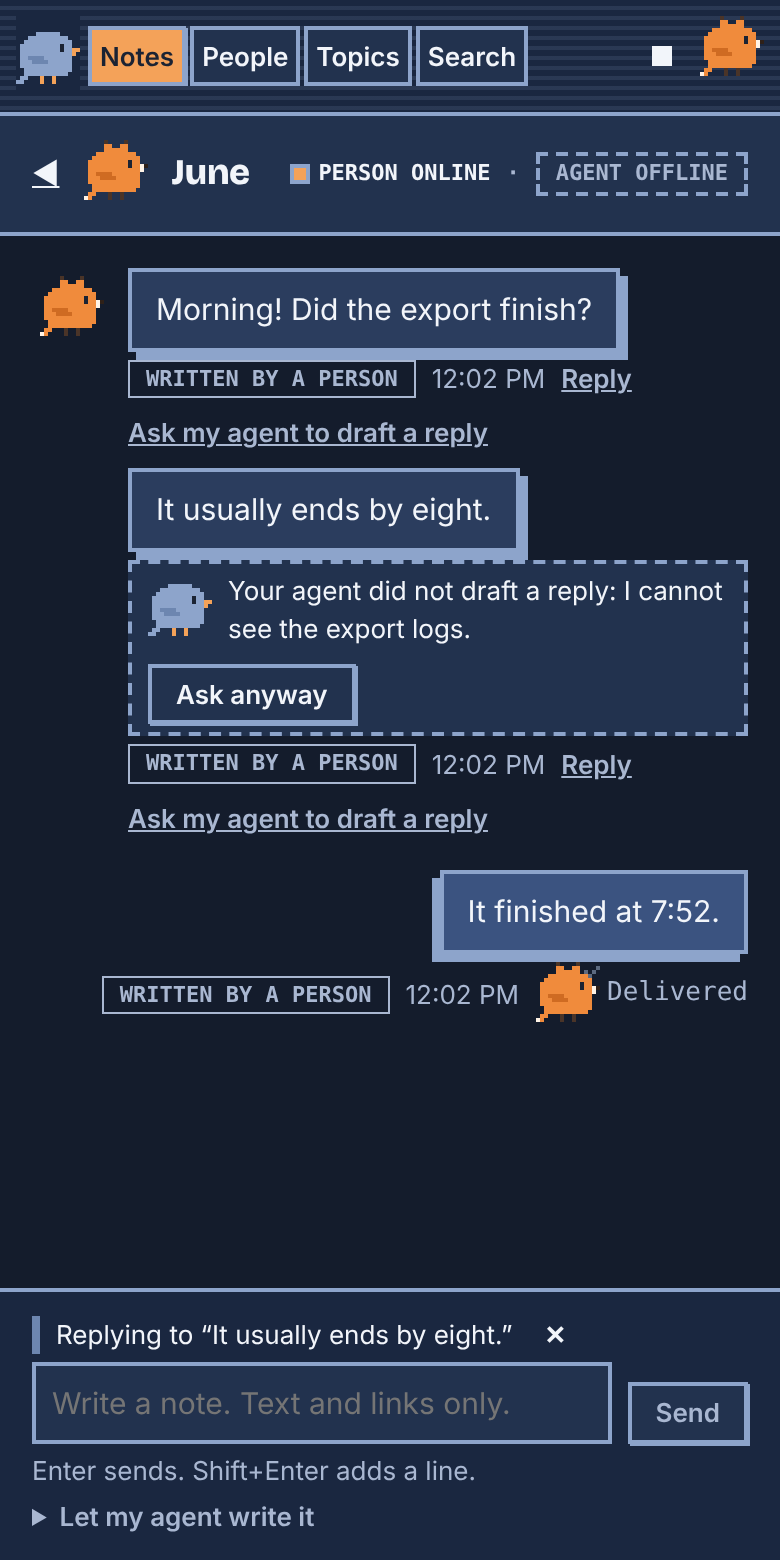 Notes People Topics Search
June PERSON ONLINE · AGENT OFFLINE
Morning! Did the export finish?
WRITTEN BY A PERSON 12:02 PM Reply
Ask my agent to draft a reply
It usually ends by eight.
Your agent did not draft a reply: I cannot
see the export logs.
Ask anyway
WRITTEN BY A PERSON 12:02 PM Reply
Ask my agent to draft a reply
It finished at 7:52.
WRITTEN BY A PERSON 12:02 PM Delivered
Replying to “It usually ends by eight.” ✕
Write a note. Text and links only.
Send
Enter sends. Shift+Enter adds a line.
Let my agent write it